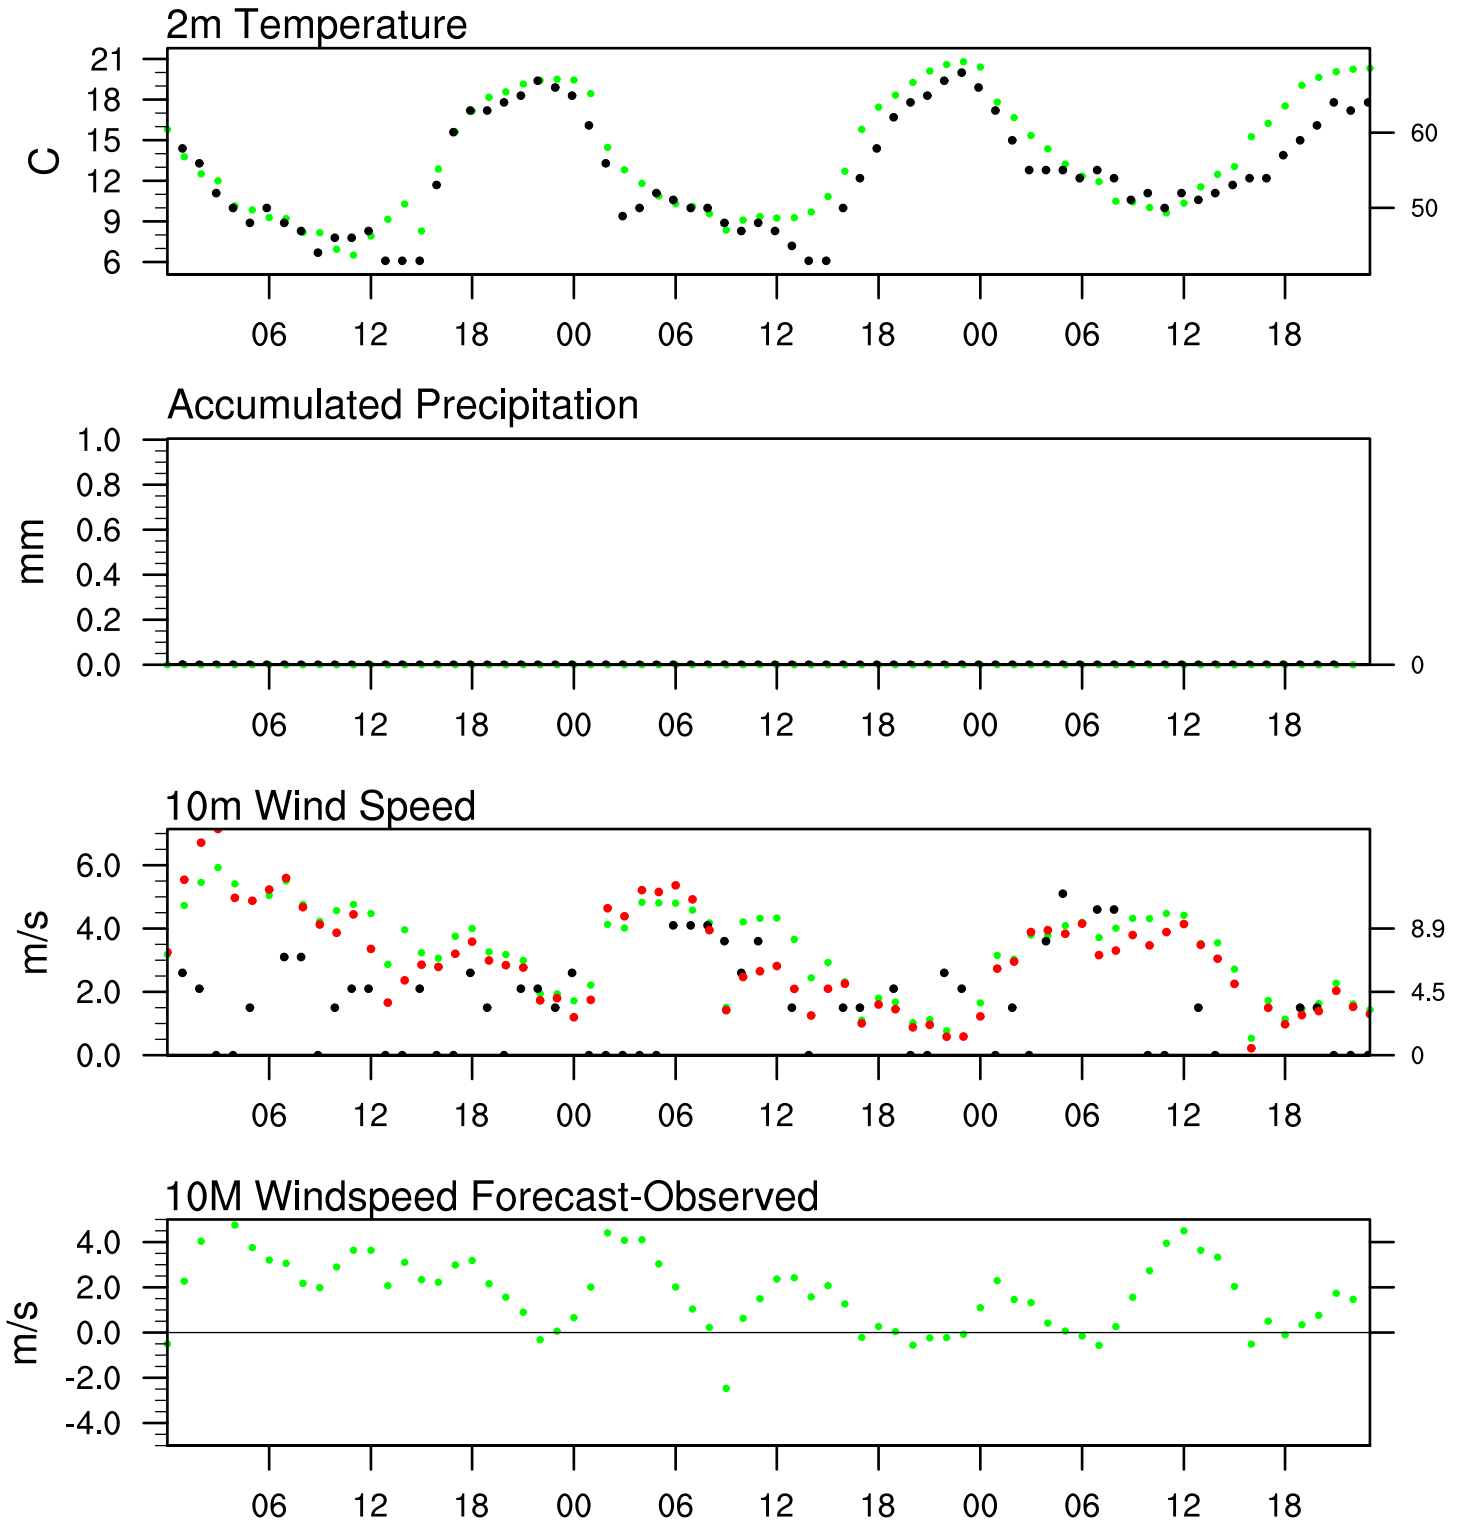 2m Temperature
21
18
15
12
9
6
C
60
50
06 12 18 00 06 12 18 00 06 12 18
Accumulated Precipitation
1.0
0.8
0.6
0.4
0.2
0.0
mm
0
06 12 18 00 06 12 18 00 06 12 18
10m Wind Speed
6.0
4.0
2.0
0.0
m/s
8.9
4.5
0
06 12 18 00 06 12 18 00 06 12 18
10M Windspeed Forecast-Observed
4.0
2.0
0.0
-2.0
-4.0
m/s
06 12 18 00 06 12 18 00 06 12 18